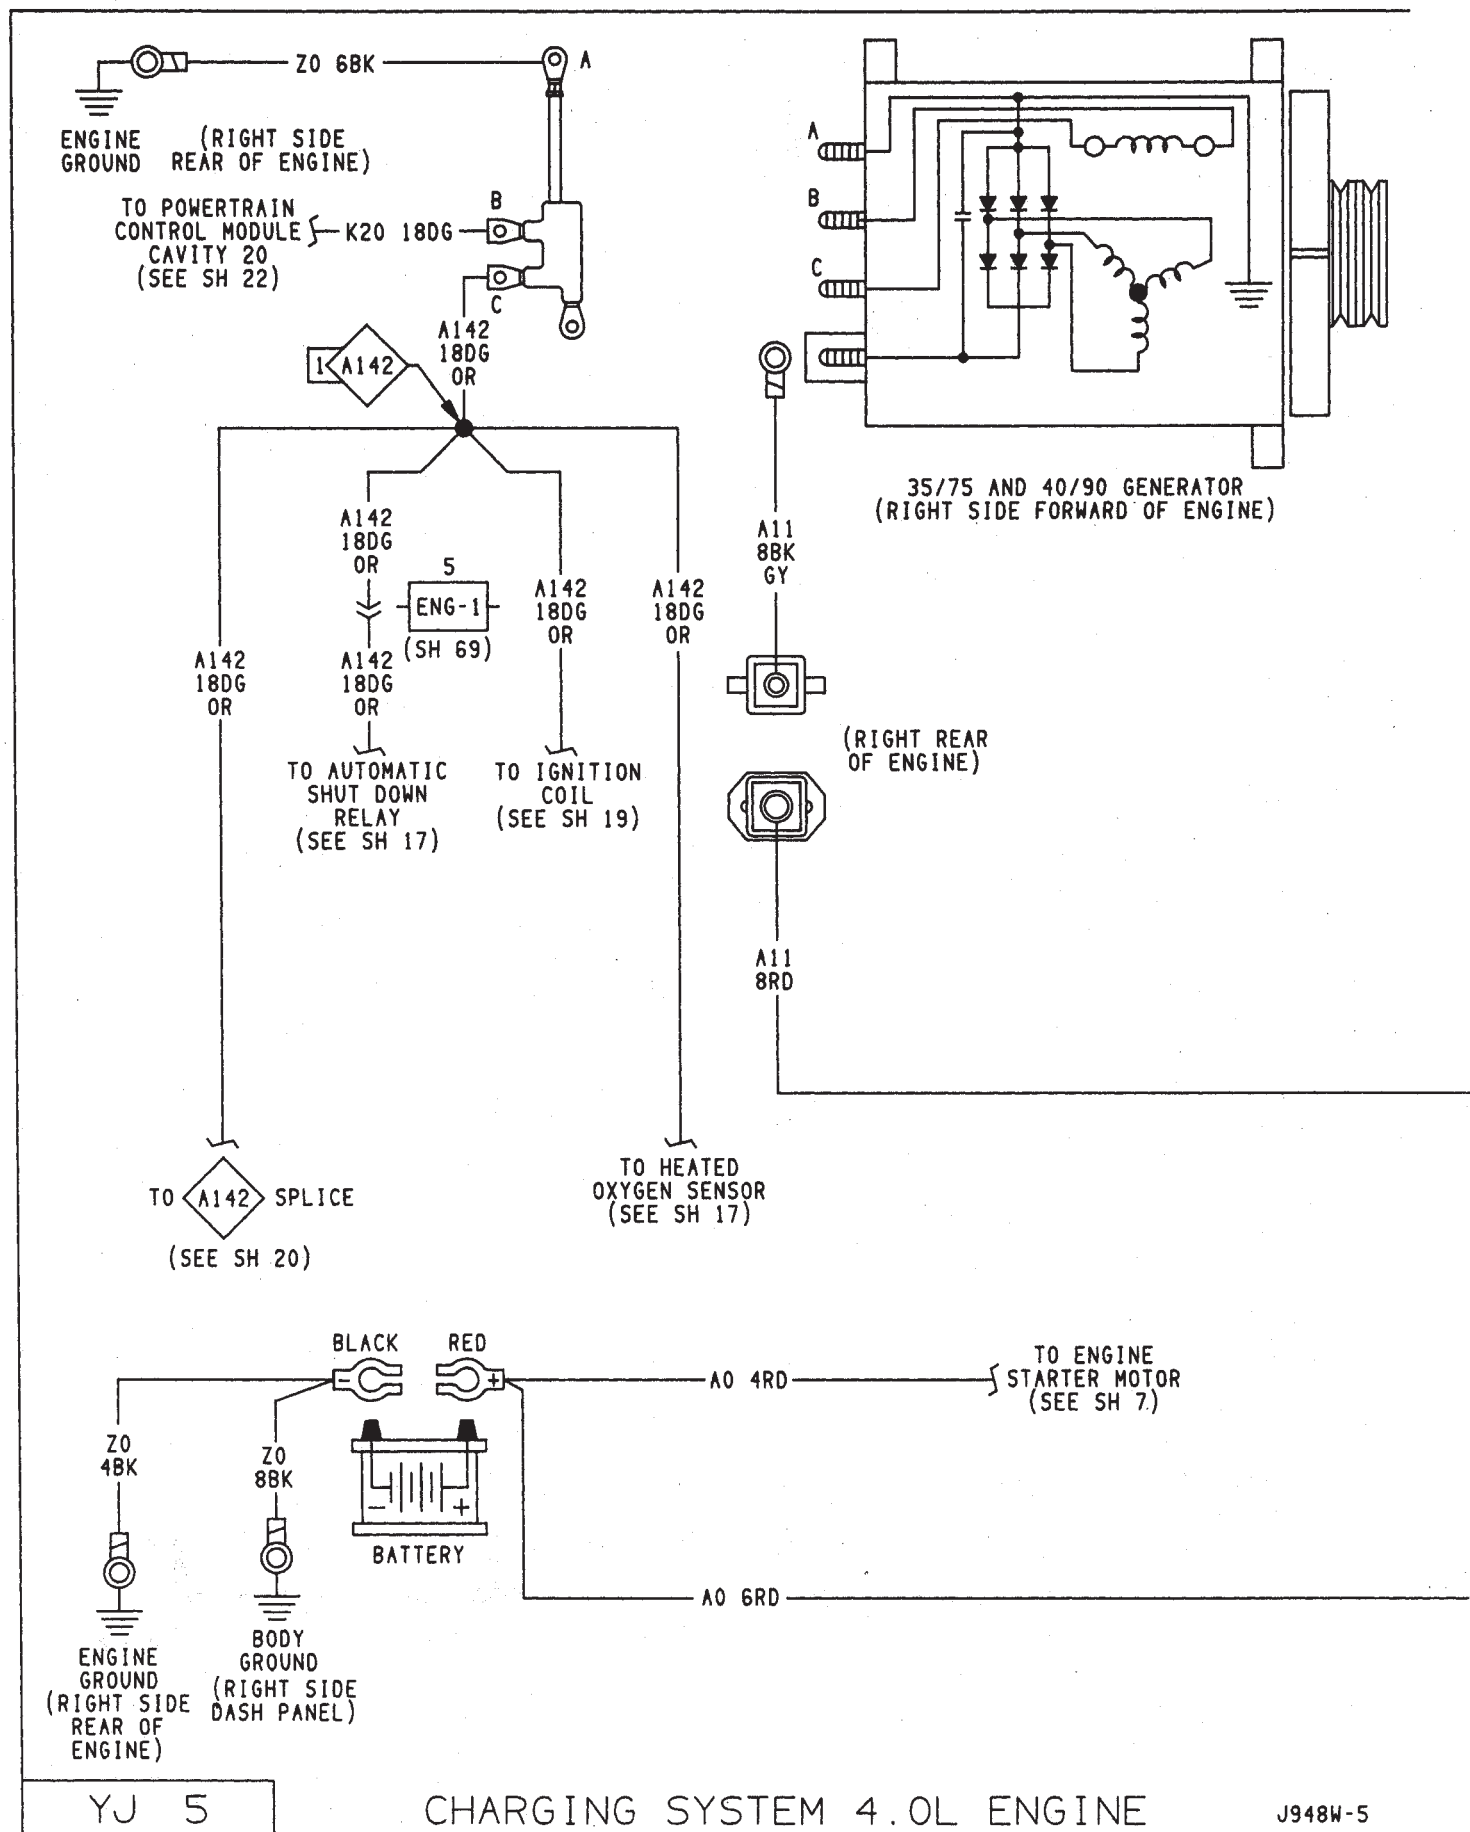 Z0 6BK
A
ENGINE
GROUND
(RIGHT SIDE
REAR OF ENGINE)
TO POWERTRAIN
CONTROL MODULE
CAVITY 20
(SEE SH 22)
K20 18DG
B
C
A142
18DG
OR
1
A142
A
B
C
35/75 AND 40/90 GENERATOR
(RIGHT SIDE FORWARD OF ENGINE)
A142
18DG
OR
5
ENG-1
(SH 69)
A142
18DG
OR
A142
18DG
OR
A142
18DG
OR
A142
18DG
OR
A11
8BK
GY
(RIGHT REAR
OF ENGINE)
TO AUTOMATIC
SHUT DOWN
RELAY
(SEE SH 17)
TO IGNITION
COIL
(SEE SH 19)
A11
8RD
TO A142 SPLICE
(SEE SH 20)
TO HEATED
OXYGEN SENSOR
(SEE SH 17)
BLACK
RED
-
+
A0 4RD
TO ENGINE
STARTER MOTOR
(SEE SH 7)
Z0
4BK
Z0
8BK
- +
BATTERY
A0 6RD
ENGINE
GROUND
(RIGHT SIDE
REAR OF
ENGINE)
BODY
GROUND
(RIGHT SIDE
DASH PANEL)
YJ 5
CHARGING SYSTEM 4.0L ENGINE
J948W-5